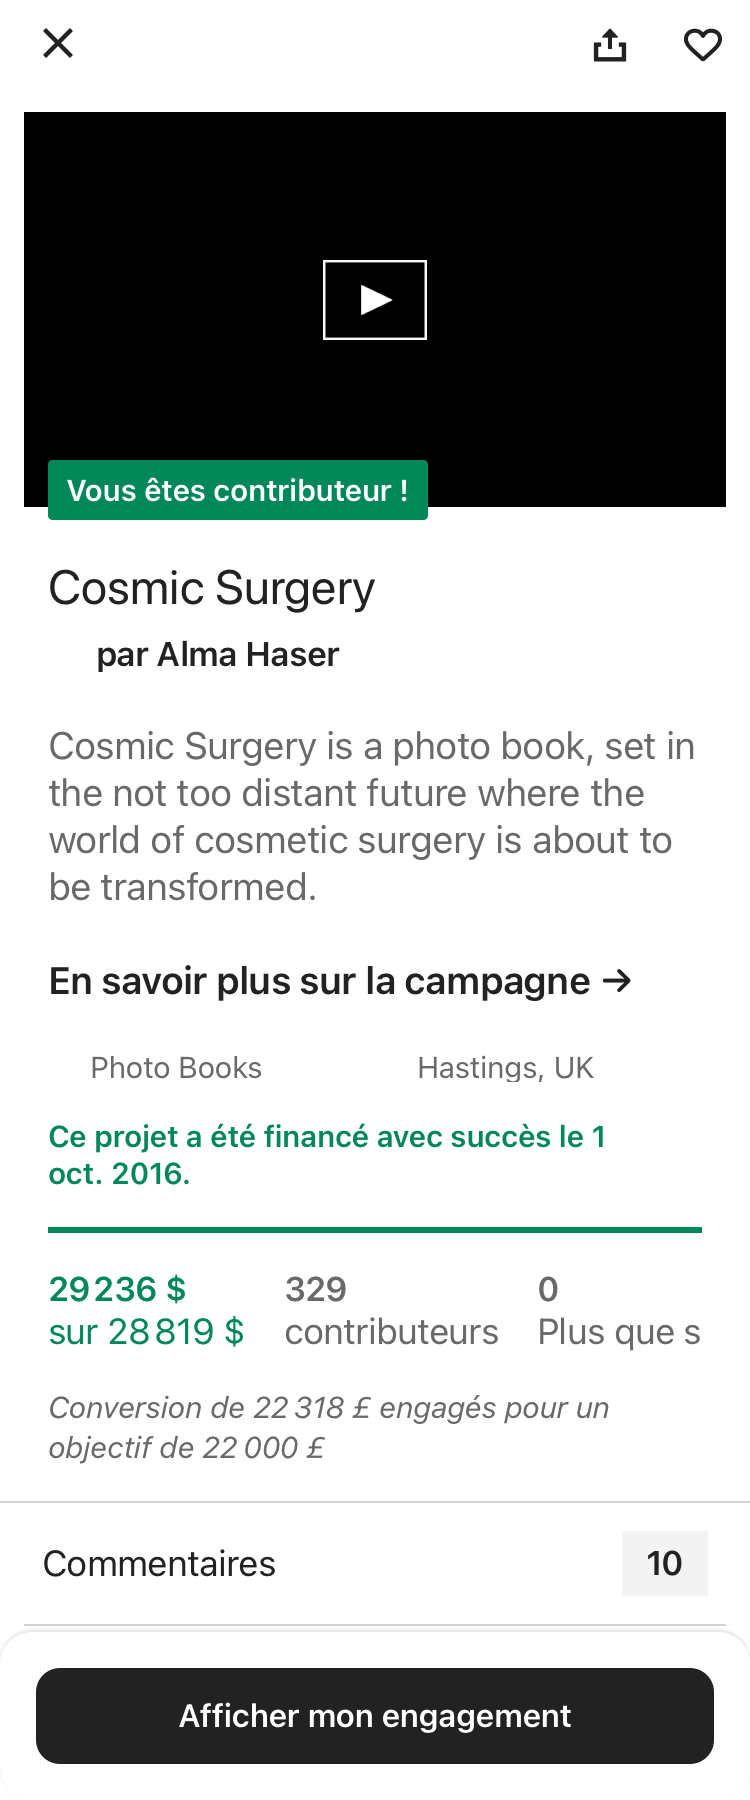 Vous êtes contributeur !
Cosmic Surgery
par Alma Haser
Cosmic Surgery is a photo book, set in
the not too distant future where the
world of cosmetic surgery is about to
be transformed.
En savoir plus sur la campagne →
Photo Books
Hastings, UK
Ce projet a été financé avec succès le 1
oct. 2016.
29 236 $
sur 28 819 $
329
contributeurs
0
Plus que s
Conversion de 22 318 £ engagés pour un
objectif de 22 000 £
Commentaires
10
Afficher mon engagement